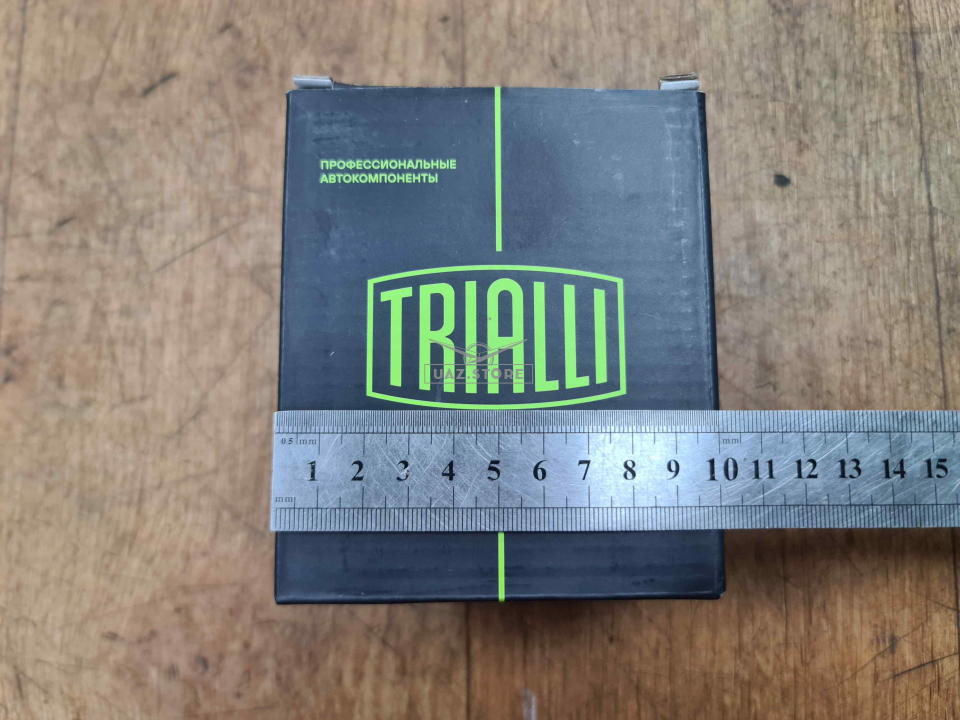 ПРОФЕССИОНАЛЬНЫЕ
АВТОКОМПОНЕНТЫ
TRIALLI
UAZ.STORE
0.5 mm
mm
1 2 3 4 5 6 7 8 9 10 11 12 13 14 15
mm